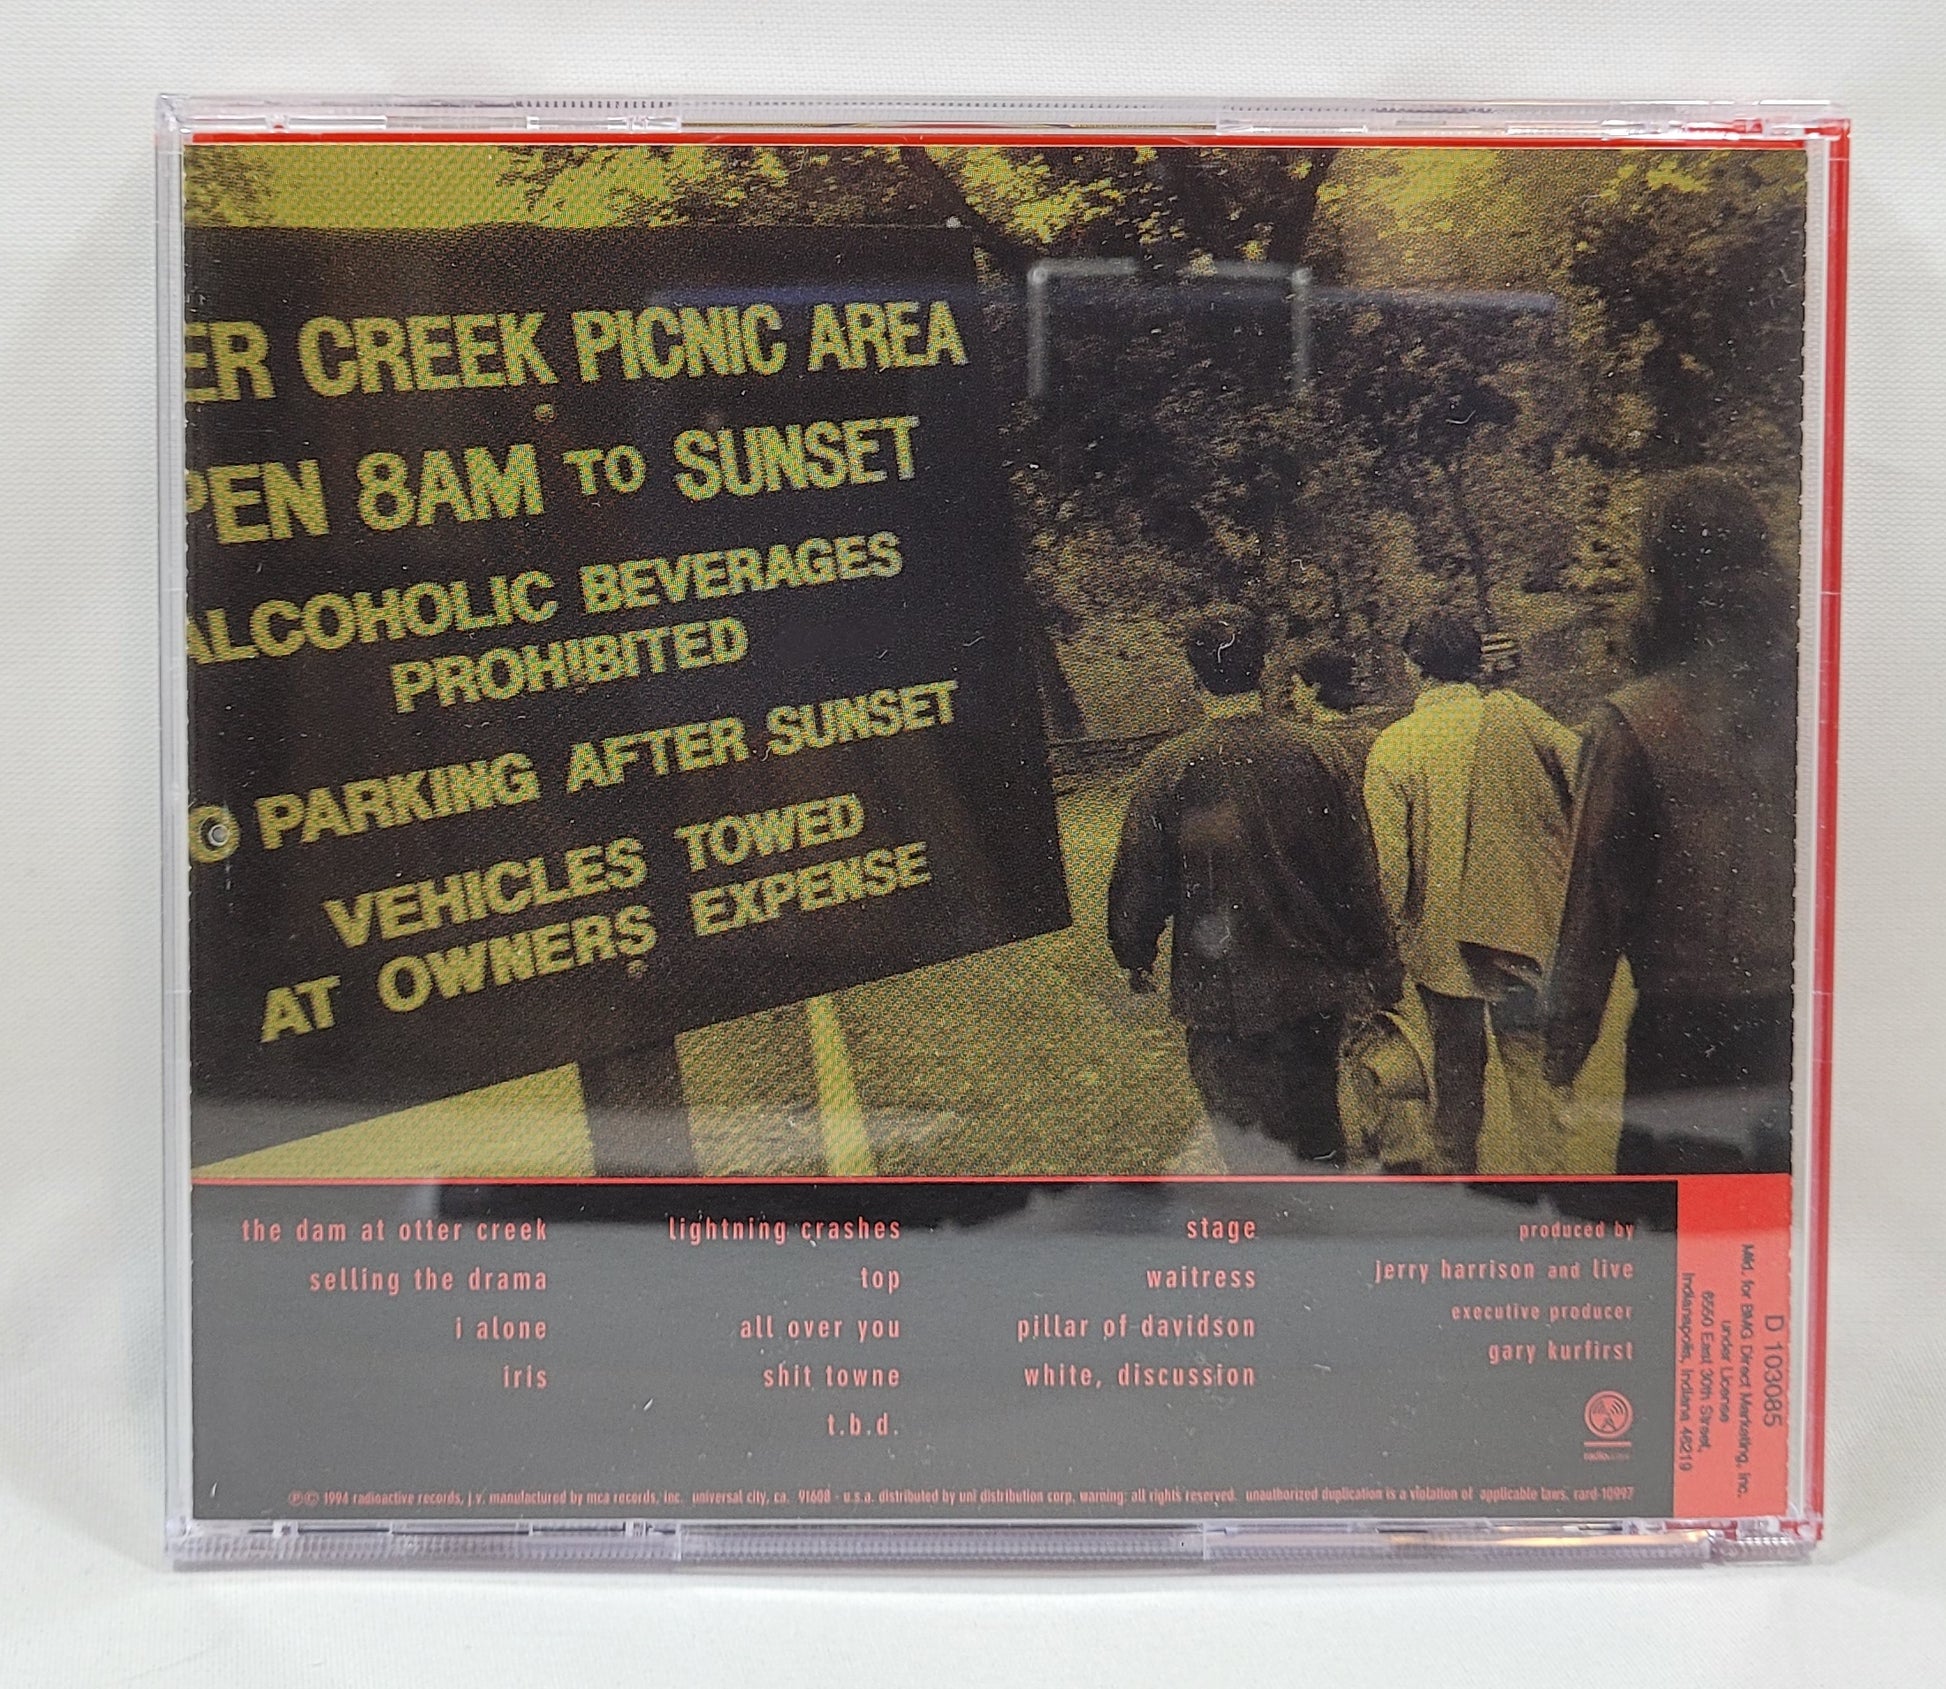 ER CREEK PICNIC AREA
PEN 8AM TO SUNSET
ALCOHOLIC BEVERAGES
PROHIBITED
O PARKING AFTER SUNSET
VEHICLES TOWED
AT OWNERS EXPENSE
the dam at otter creek
selling the drama
i alone
iris
lightning crashes
top
all over you
shit towne
t.b.d.
stage
waitress
pillar of davidson
white, discussion
produced by
jerry harrison and live
executive producer
gary kurfirst
℗© 1994 radioactive records, j.v. manufactured by mca records, inc. universal city, ca. 91608 - u.s.a. distributed by uni distribution corp. warning: all rights reserved. unauthorized duplication is a violation of applicable laws. rard-10997
D 103085
Mfd. for BMG Direct Marketing, Inc.
under License
6550 East 30th Street,
Indianapolis, Indiana 46219